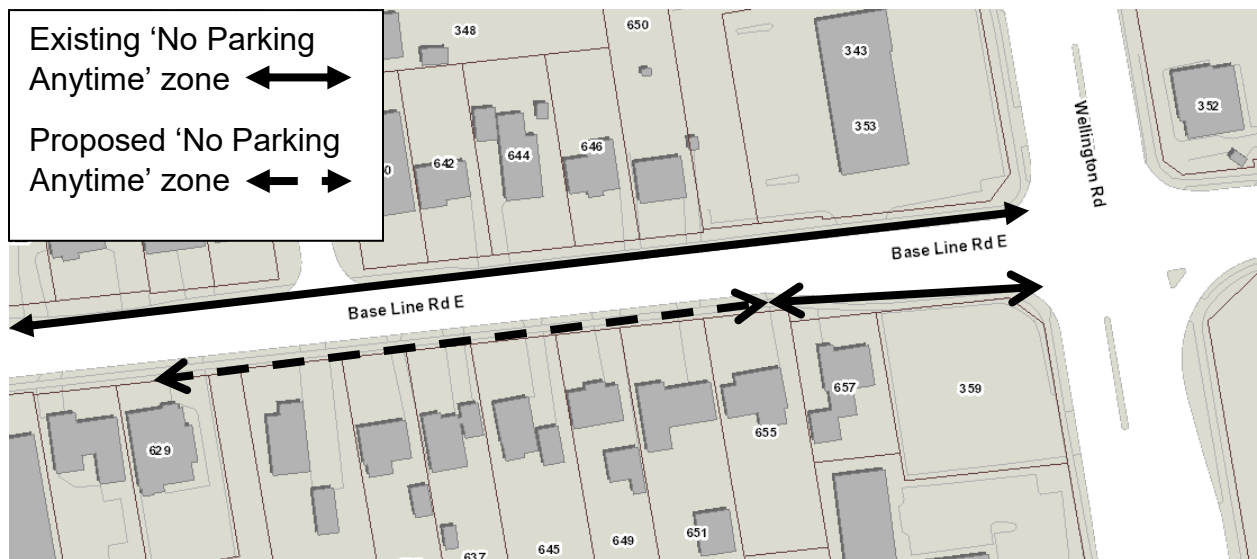 Existing ‘No Parking
Anytime’ zone
Proposed ‘No Parking
Anytime’ zone
348
650
343
353
352
Wellington Rd
642
644
646
Base Line Rd E
Base Line Rd E
629
657
359
655
651
649
645
637